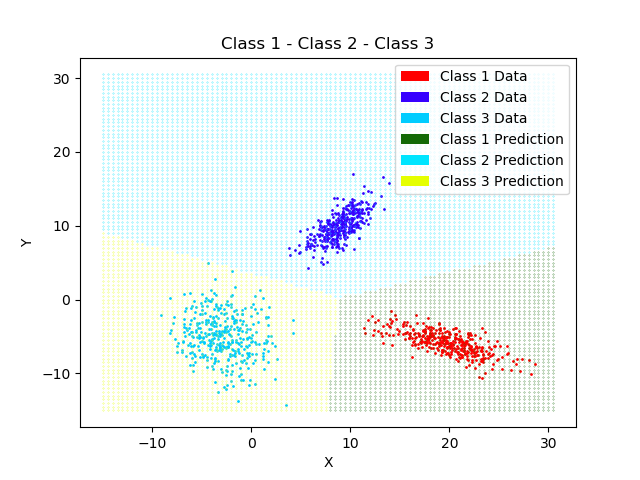 Class 1 - Class 2 - Class 3
Class 1 Data
Class 2 Data
Class 3 Data
Class 1 Prediction
Class 2 Prediction
Class 3 Prediction
30
20
10
0
−10
Y
−10
0
10
20
30
X